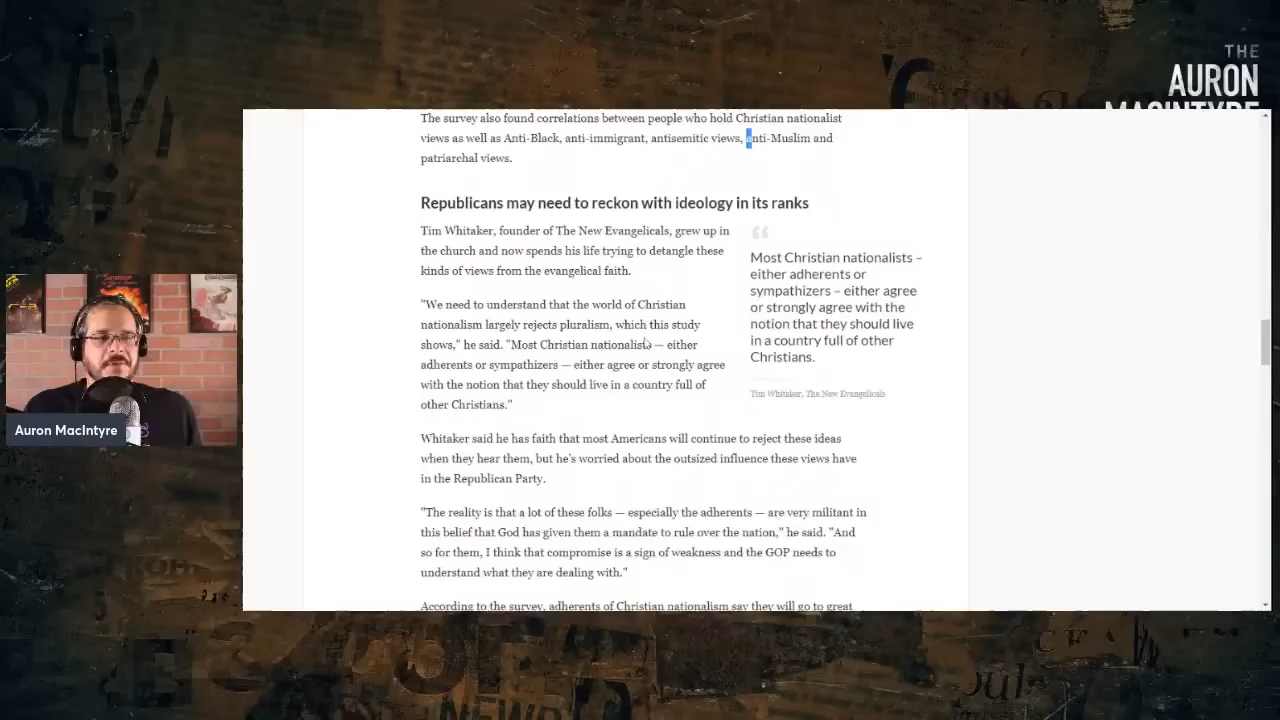 THE
AURON
MACINTYRE
The survey also found correlations between people who hold Christian nationalist
views as well as Anti-Black, anti-immigrant, antisemitic views, anti-Muslim and
patriarchal views.
Republicans may need to reckon with ideology in its ranks
Tim Whitaker, founder of The New Evangelicals, grew up in
the church and now spends his life trying to detangle these
kinds of views from the evangelical faith.
"We need to understand that the world of Christian
nationalism largely rejects pluralism, which this study
shows," he said. "Most Christian nationalists — either
adherents or sympathizers — either agree or strongly agree
with the notion that they should live in a country full of
other Christians."
“
Most Christian nationalists –
either adherents or
sympathizers – either agree
or strongly agree with the
notion that they should live
in a country full of other
Christians.
Tim Whitaker, The New Evangelicals
Whitaker said he has faith that most Americans will continue to reject these ideas
when they hear them, but he's worried about the outsized influence these views have
in the Republican Party.
"The reality is that a lot of these folks — especially the adherents — are very militant in
this belief that God has given them a mandate to rule over the nation," he said. "And
so for them, I think that compromise is a sign of weakness and the GOP needs to
understand what they are dealing with."
According to the survey, adherents of Christian nationalism say they will go to great
Auron MacIntyre